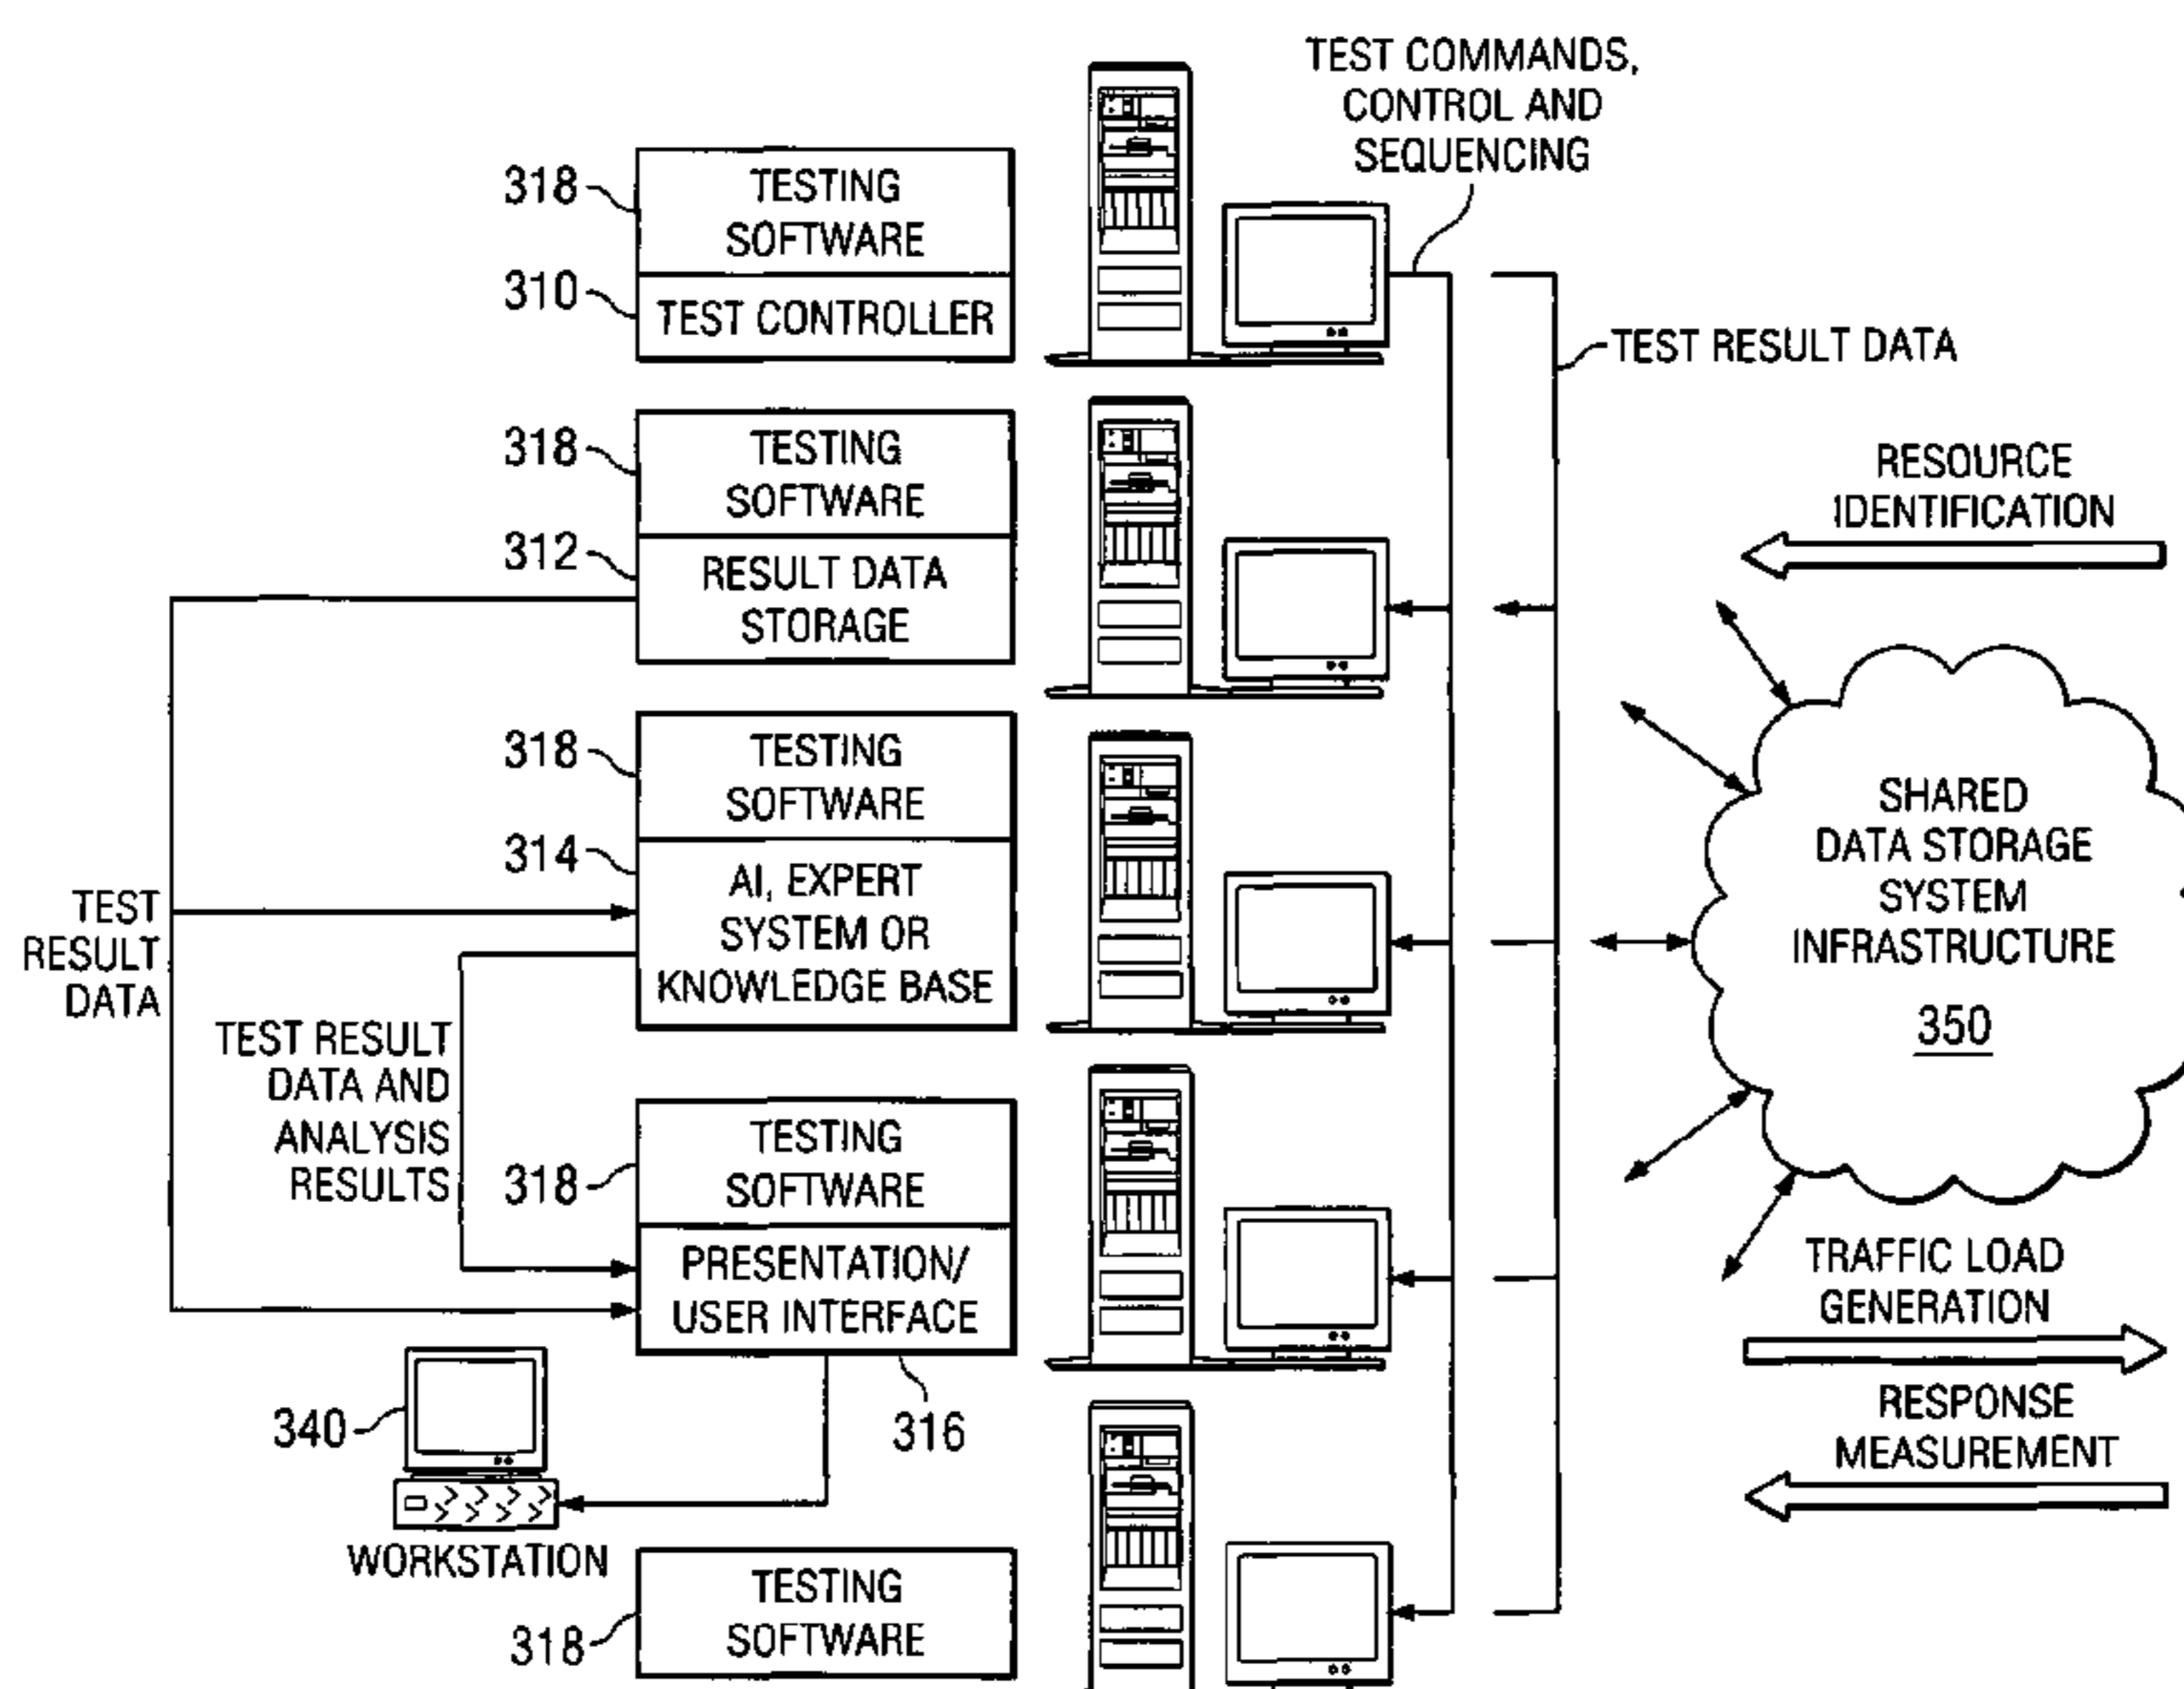 TEST COMMANDS,
CONTROL AND
SEQUENCING
318
TESTING
SOFTWARE
310
TEST CONTROLLER
TEST RESULT DATA
318
TESTING
SOFTWARE
312
RESULT DATA
STORAGE
RESOURCE
IDENTIFICATION
318
TESTING
SOFTWARE
314
AI, EXPERT
SYSTEM OR
KNOWLEDGE BASE
SHARED
DATA STORAGE
SYSTEM
INFRASTRUCTURE
350
TEST
RESULT
DATA
TEST RESULT
DATA AND
ANALYSIS
RESULTS
318
TESTING
SOFTWARE
PRESENTATION/
USER INTERFACE
316
TRAFFIC LOAD
GENERATION
RESPONSE
MEASUREMENT
340
WORKSTATION
318
TESTING
SOFTWARE